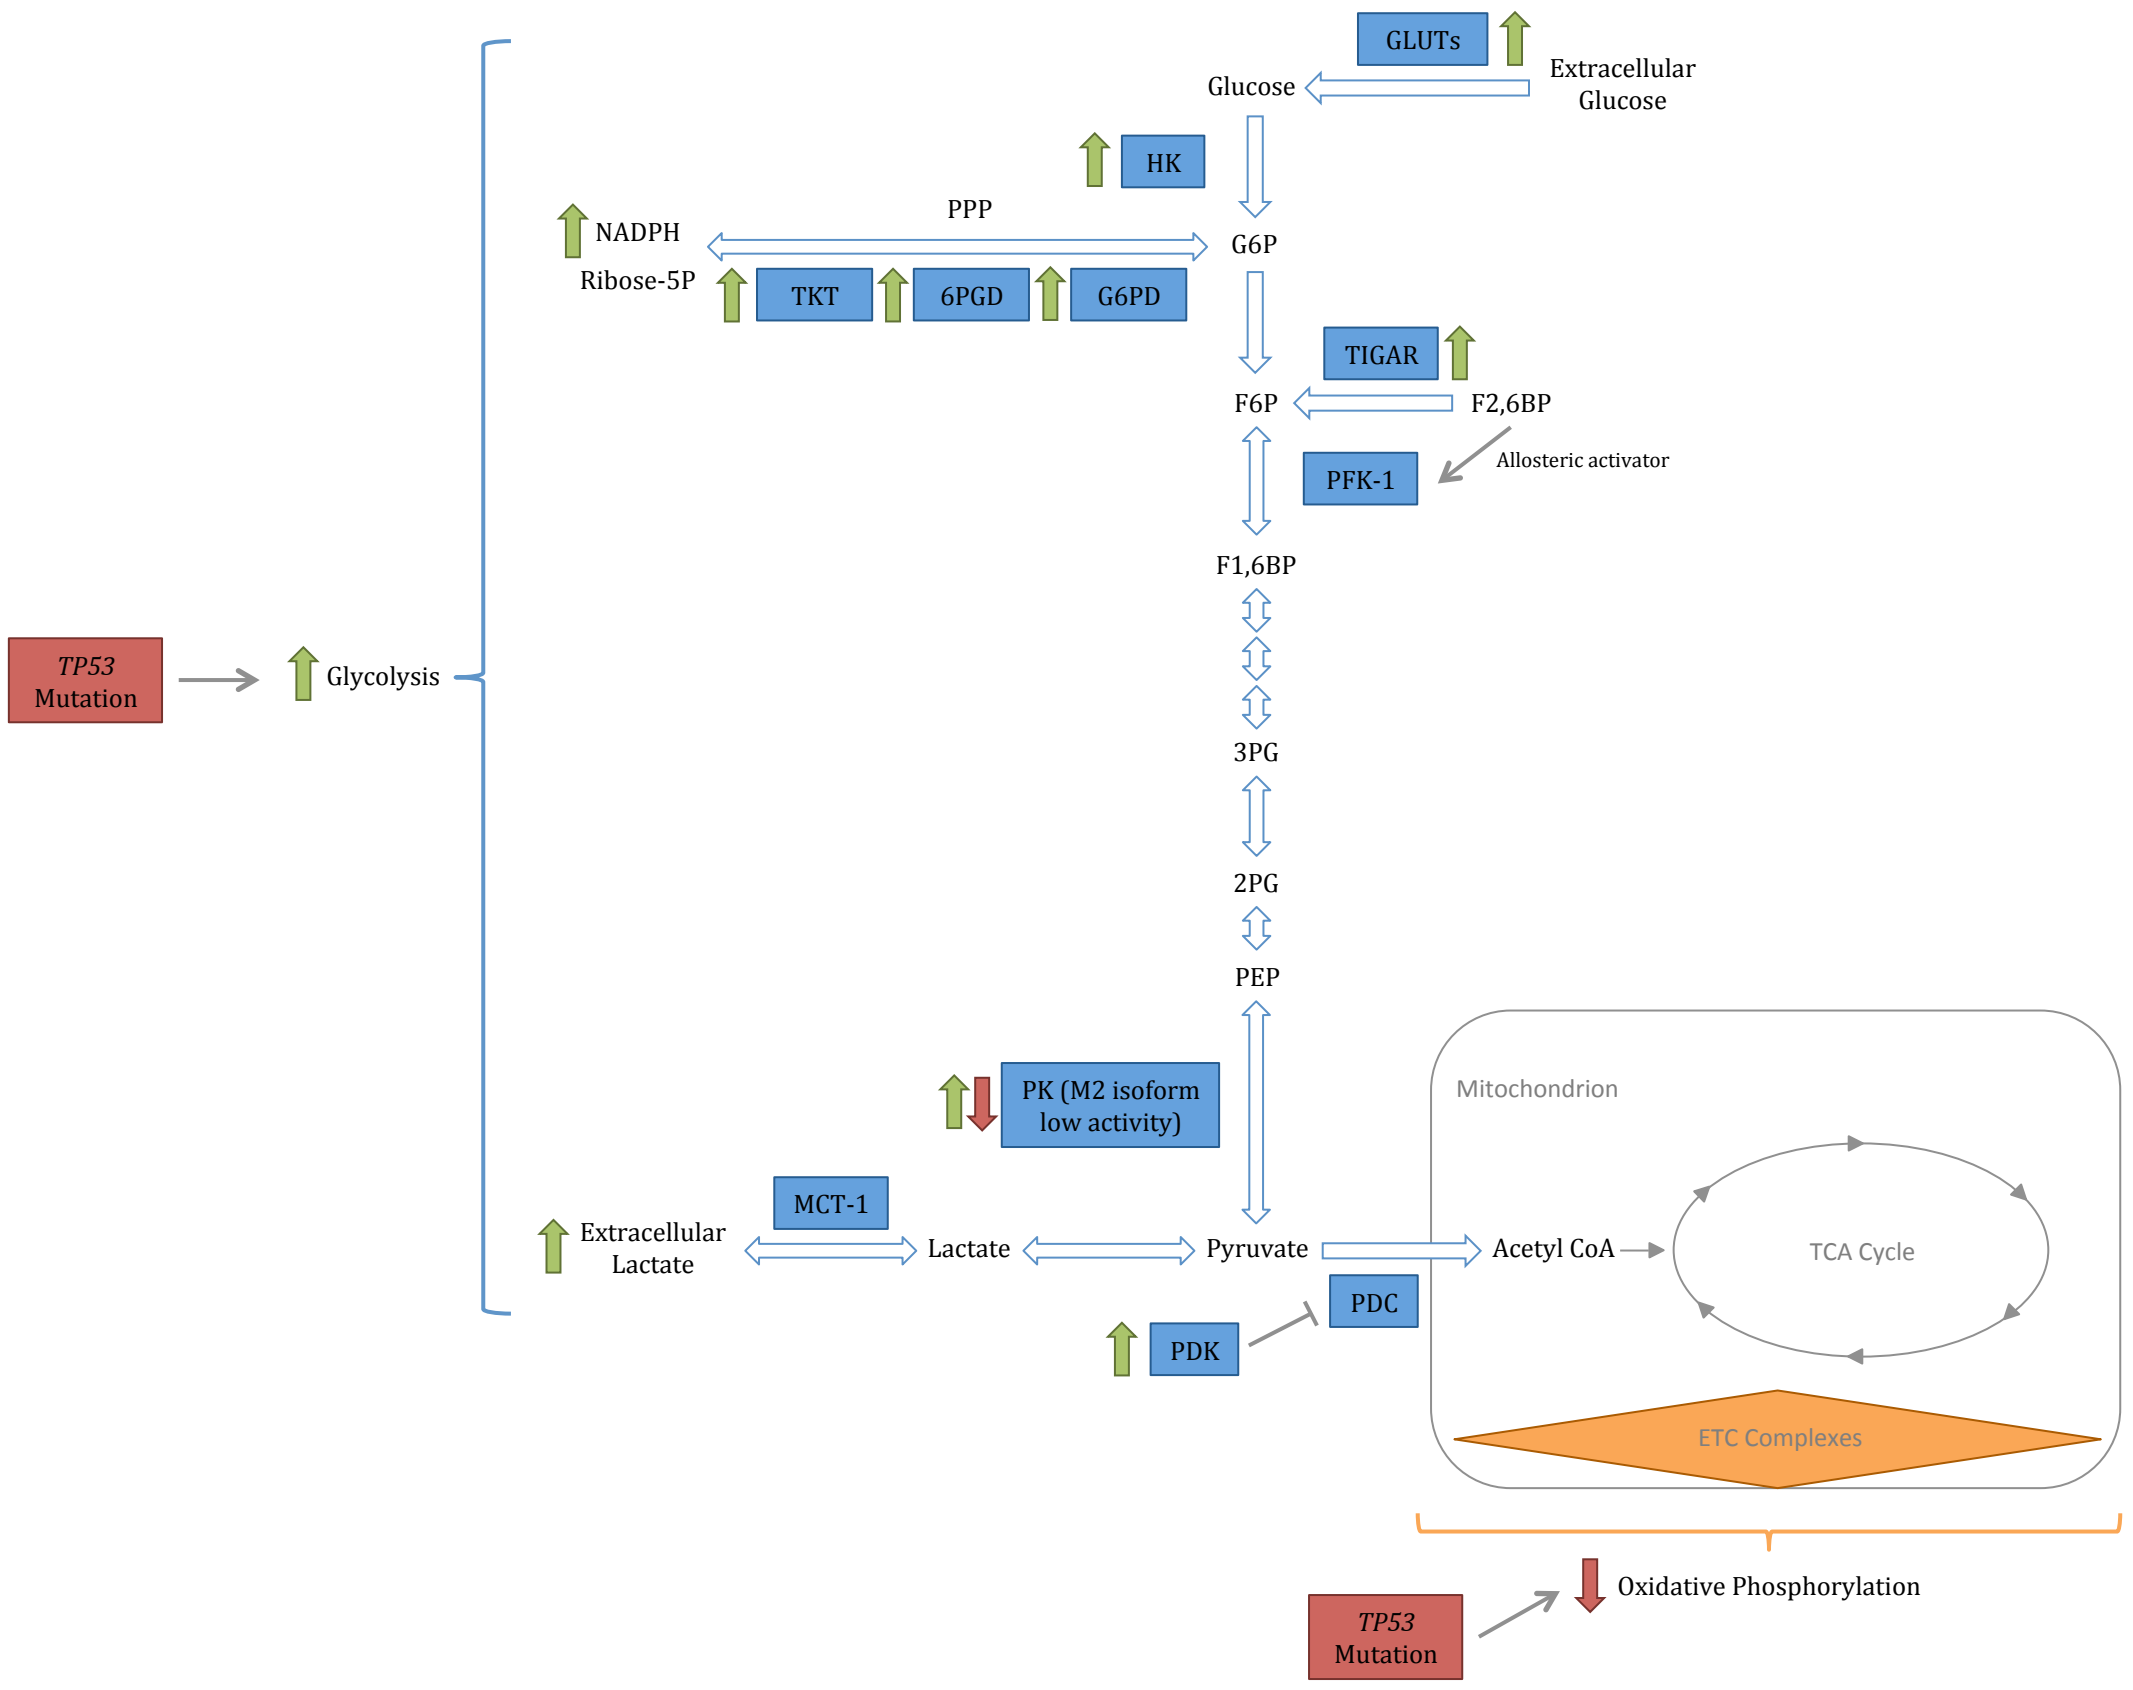 GLUTs
Extracellular
Glucose
Glucose
HK
PPP
NADPH
G6P
Ribose-5P
TKT
6PGD
G6PD
TIGAR
F6P
F2,6BP
Allosteric activator
PFK-1
F1,6BP
TP53
Mutation
Glycolysis
3PG
2PG
PEP
PK (M2 isoform
low activity)
Mitochondrion
MCT-1
Extracellular
Lactate
Lactate
Pyruvate
Acetyl CoA
TCA Cycle
PDC
PDK
ETC Complexes
Oxidative Phosphorylation
TP53
Mutation